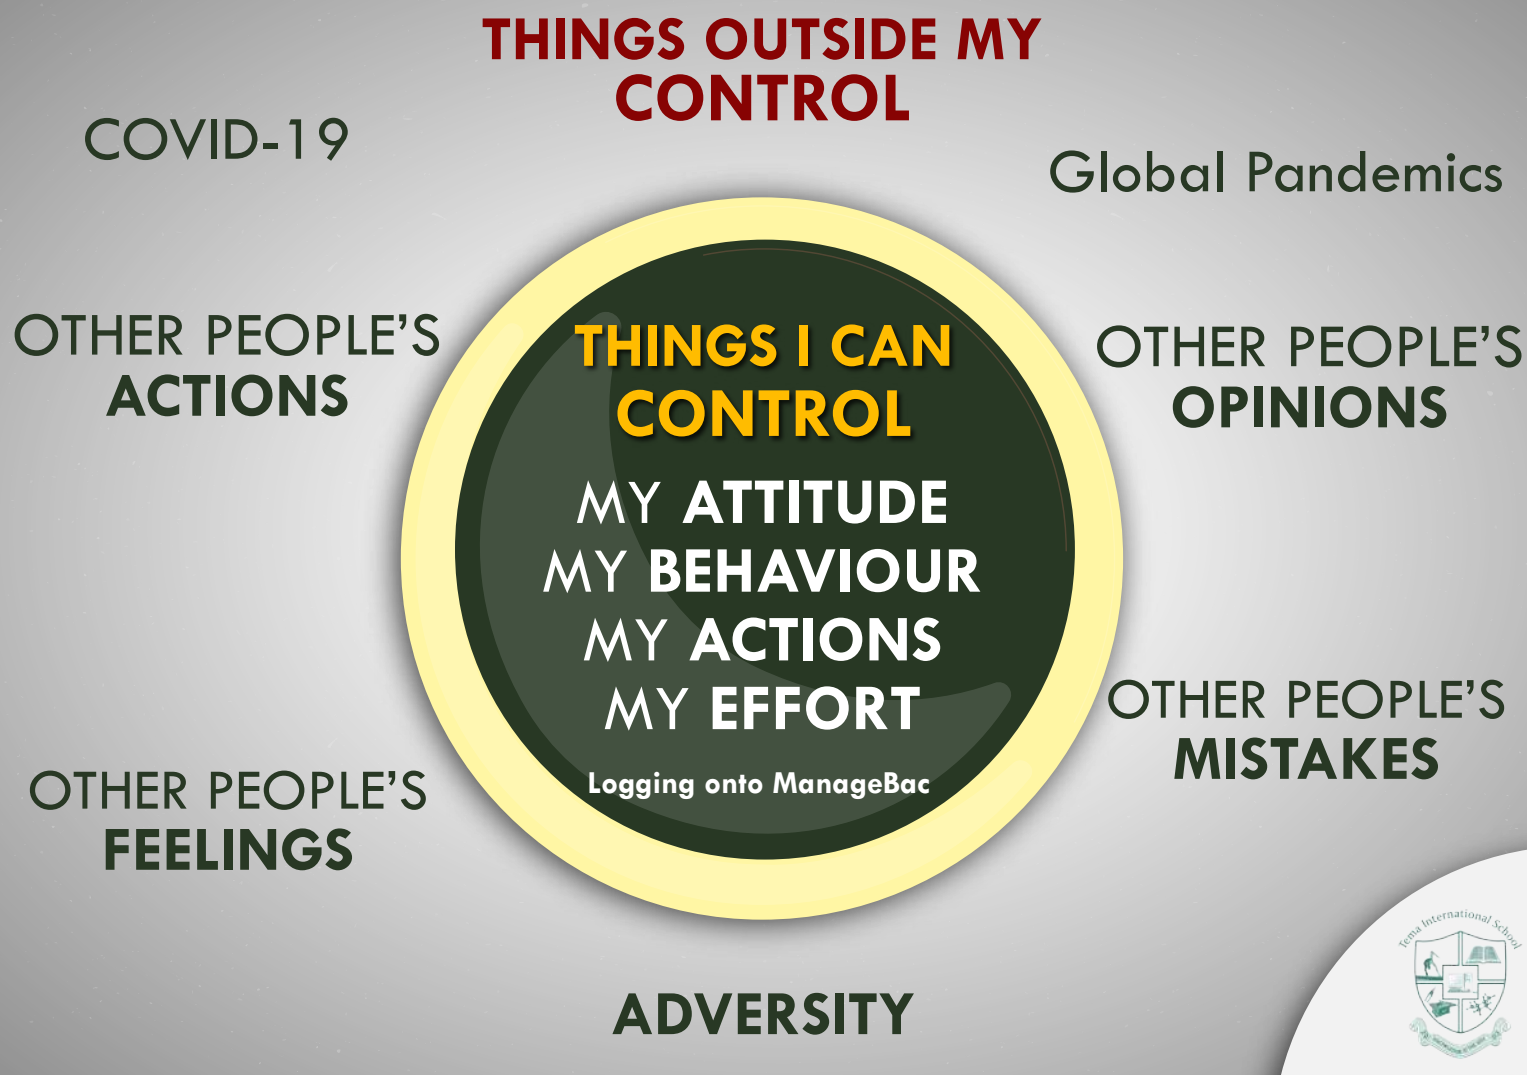 THINGS OUTSIDE MY
CONTROL
COVID-19
Global Pandemics
OTHER PEOPLE’S
ACTIONS
OTHER PEOPLE’S
OPINIONS
THINGS I CAN
CONTROL
MY ATTITUDE
MY BEHAVIOUR
MY ACTIONS
MY EFFORT
Logging onto ManageBac
OTHER PEOPLE’S
MISTAKES
OTHER PEOPLE’S
FEELINGS
ADVERSITY
Tema International School